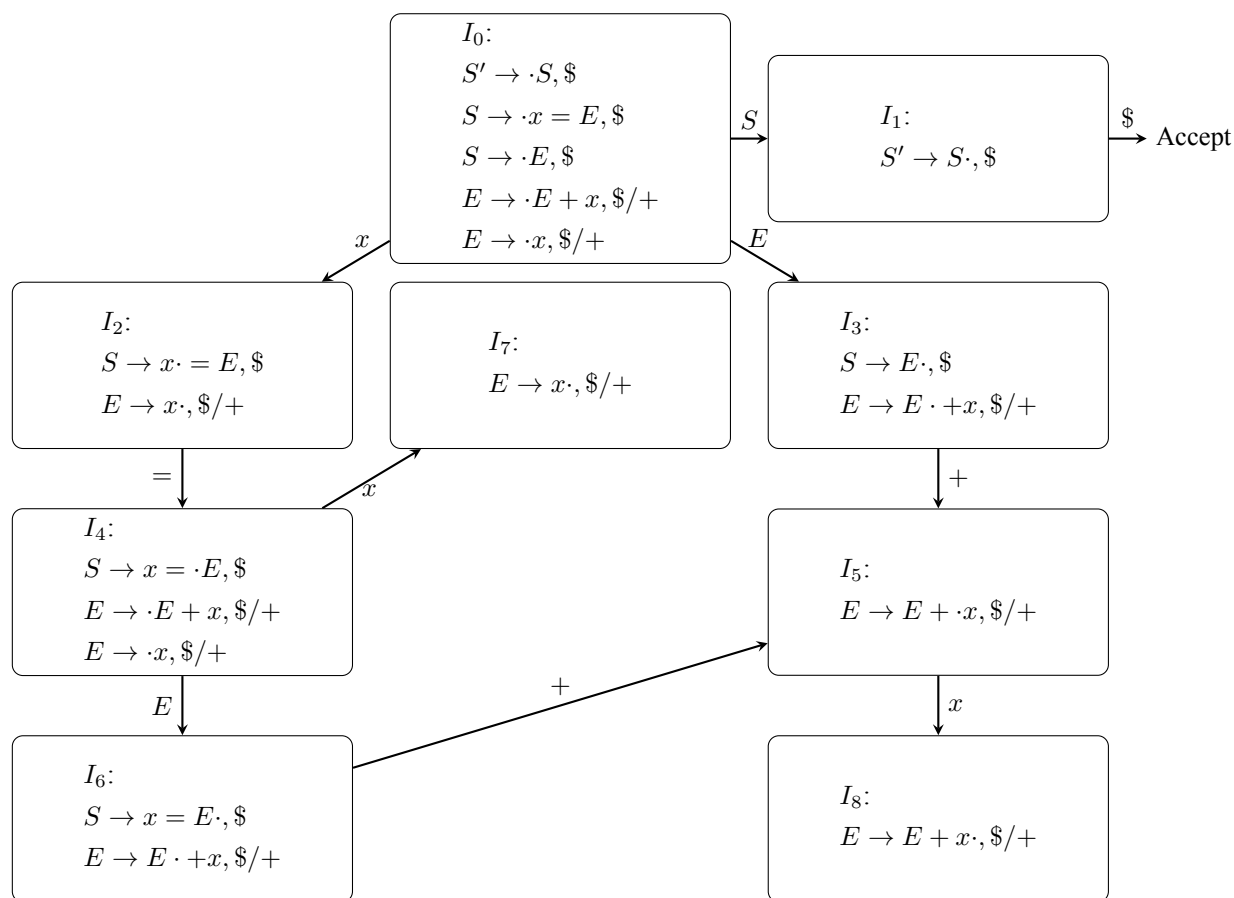 I₀:
S′ → ·S, $
S → ·x = E, $
S → ·E, $
E → ·E + x, $/+
E → ·x, $/+
S
I₁:
S′ → S·, $
$
Accept
x
E
I₂:
S → x· = E, $
E → x·, $/+
I₇:
E → x·, $/+
I₃:
S → E·, $
E → E · +x, $/+
=
x
+
I₄:
S → x = ·E, $
E → ·E + x, $/+
E → ·x, $/+
I₅:
E → E + ·x, $/+
E
+
x
I₆:
S → x = E·, $
E → E · +x, $/+
I₈:
E → E + x·, $/+